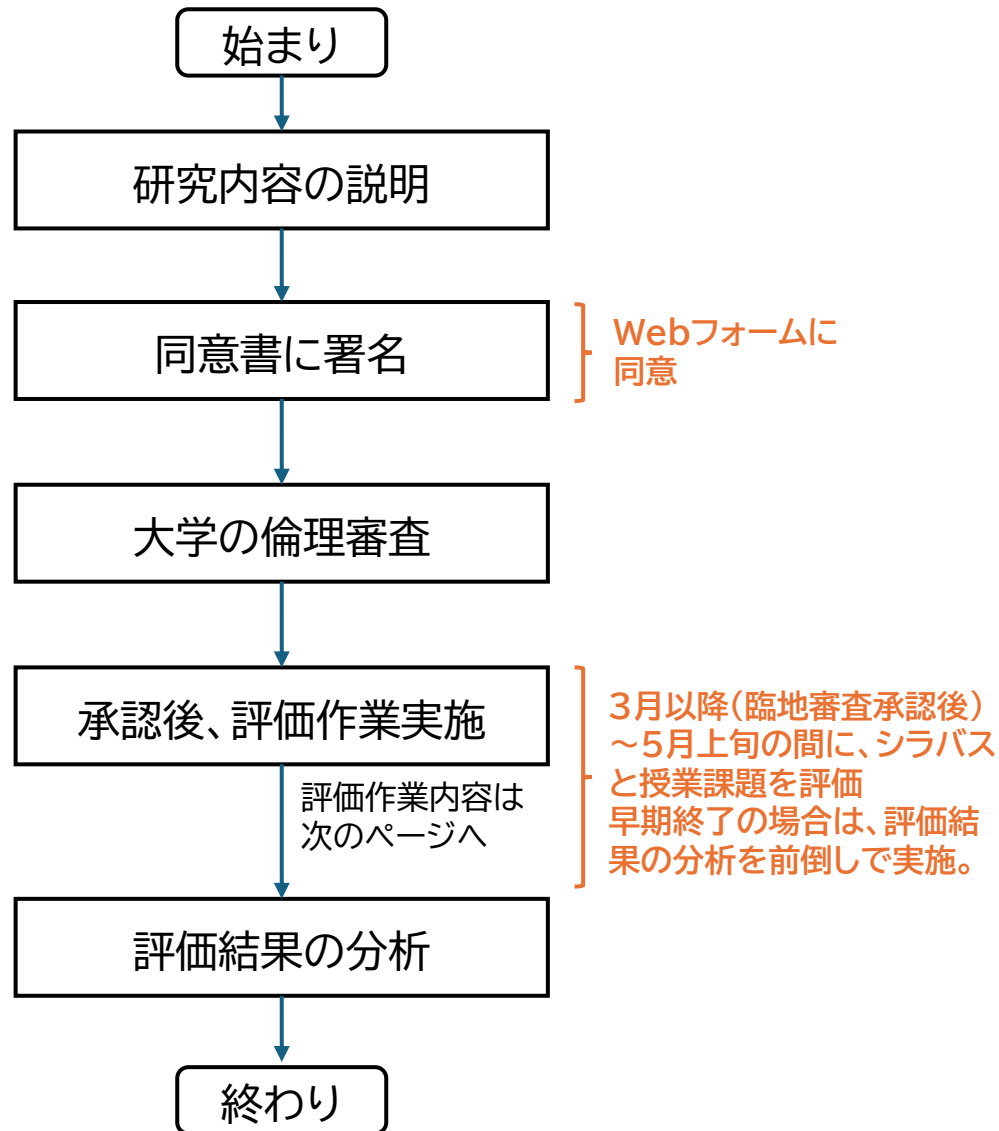 始まり
研究内容の説明
同意書に署名
Webフォームに
同意
大学の倫理審査
承認後、評価作業実施
3月以降(臨地審査承認後)
～5月上旬の間に、シラバス
と授業課題を評価
早期終了の場合は、評価結
果の分析を前倒しで実施。
評価作業内容は
次のページへ
評価結果の分析
終わり